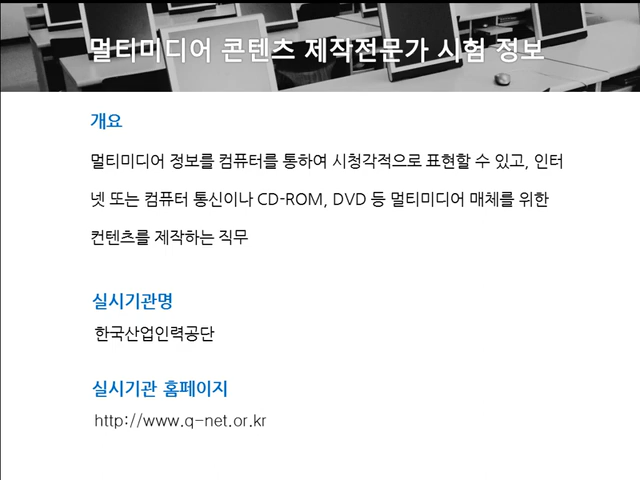 멀티미디어 콘텐츠 제작전문가 시험 정보
개요
멀티미디어 정보를 컴퓨터를 통하여 시청각적으로 표현할 수 있고, 인터
넷 또는 컴퓨터 통신이나 CD-ROM, DVD 등 멀티미디어 매체를 위한
컨텐츠를 제작하는 직무
실시기관명
한국산업인력공단
실시기관 홈페이지
http://www.q-net.or.kr